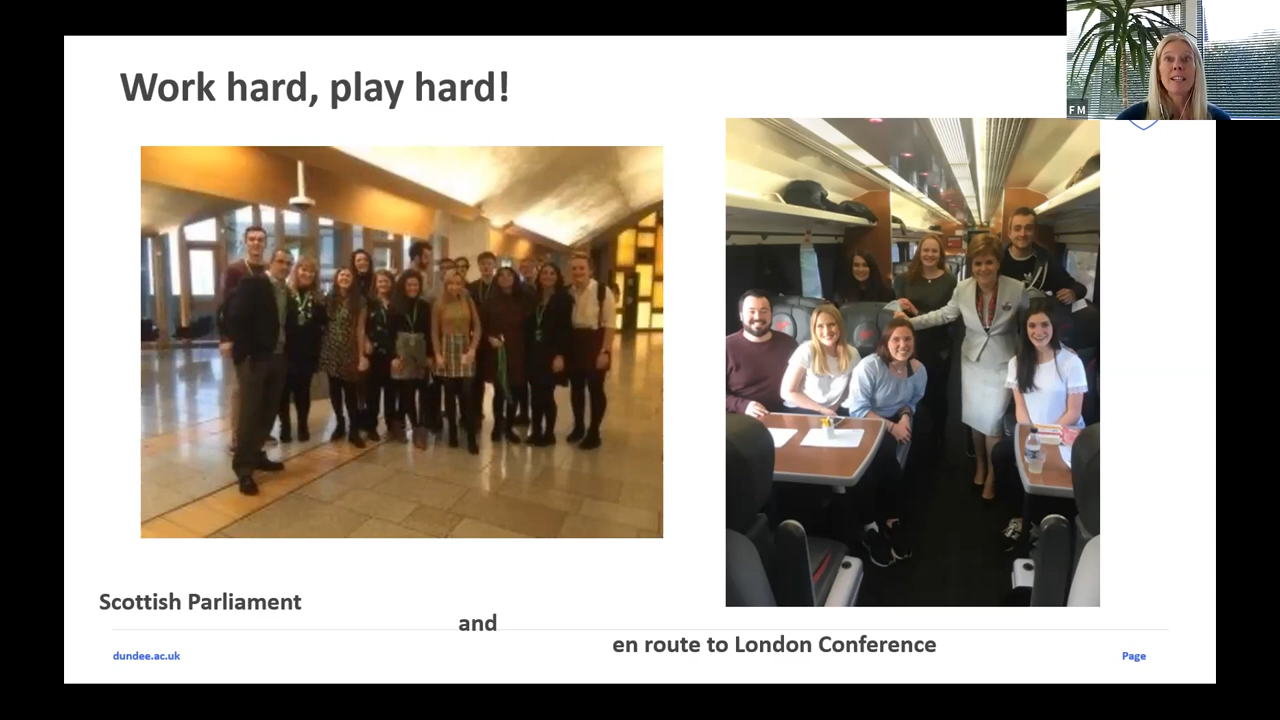 Work hard, play hard!
FM
Scottish Parliament
and
en route to London Conference
dundee.ac.uk
Page